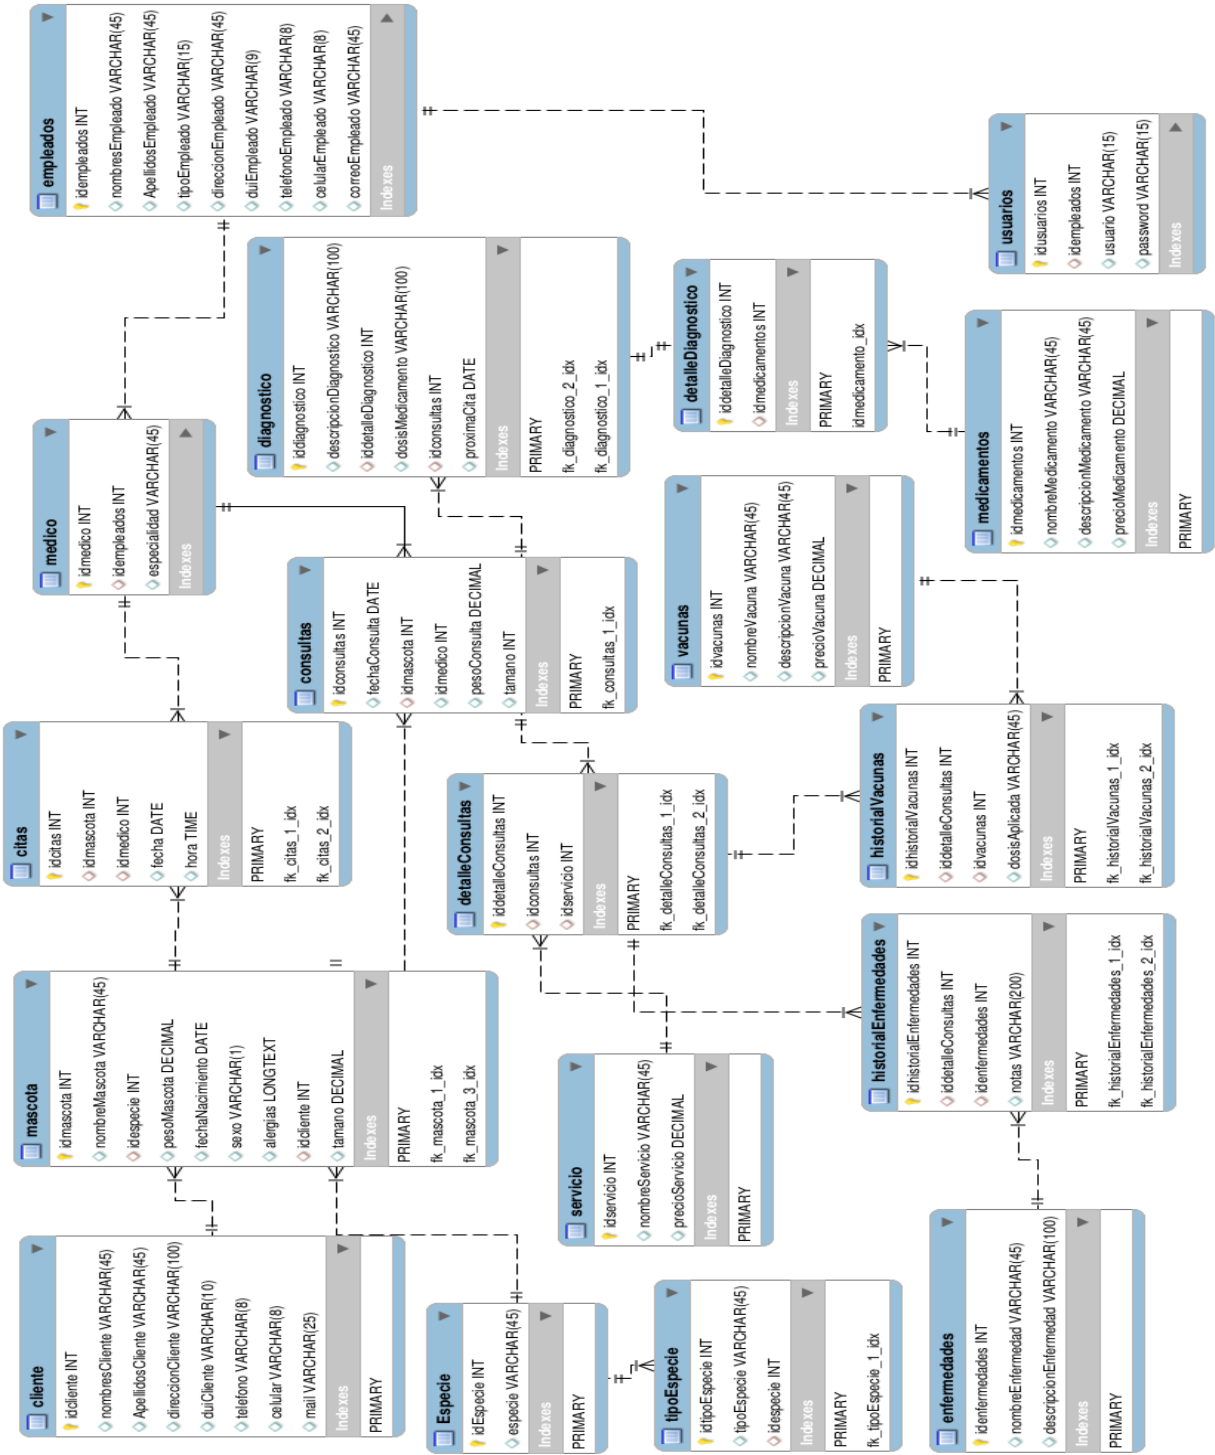 cliente
idcliente INT
nombresCliente VARCHAR(45)
ApellidosCliente VARCHAR(45)
direccionCliente VARCHAR(100)
duiCliente VARCHAR(10)
telefono VARCHAR(8)
celular VARCHAR(8)
mail VARCHAR(25)
Indexes
PRIMARY
mascota
idmascota INT
nombreMascota VARCHAR(45)
idespecie INT
pesoMascota DECIMAL
fechaNacimiento DATE
sexo VARCHAR(1)
alergias LONGTEXT
idcliente INT
tamano DECIMAL
Indexes
PRIMARY
fk_mascota_1_idx
fk_mascota_3_idx
citas
idcitas INT
idmascota INT
idmedico INT
fecha DATE
hora TIME
Indexes
PRIMARY
fk_citas_1_idx
fk_citas_2_idx
medico
idmedico INT
idempleados INT
especialidad VARCHAR(45)
Indexes
empleados
idempleados INT
nombresEmpleado VARCHAR(45)
ApellidosEmpleado VARCHAR(45)
tipoEmpleado VARCHAR(15)
direccionEmpleado VARCHAR(45)
duiEmpleado VARCHAR(9)
telefonoEmpleado VARCHAR(8)
celularEmpleado VARCHAR(8)
correoEmpleado VARCHAR(45)
Indexes
consultas
idconsultas INT
fechaConsulta DATE
idmascota INT
idmedico INT
pesoConsulta DECIMAL
tamano INT
Indexes
PRIMARY
fk_consultas_1_idx
diagnostico
iddiagnostico INT
descripcionDiagnostico VARCHAR(100)
iddetalleDiagnostico INT
dosisMedicamento VARCHAR(100)
idconsultas INT
proximaCita DATE
Indexes
PRIMARY
fk_diagnostico_2_idx
fk_diagnostico_1_idx
Especie
idEspecie INT
especie VARCHAR(45)
Indexes
PRIMARY
servicio
idservicio INT
nombreServicio VARCHAR(45)
precioServicio DECIMAL
Indexes
PRIMARY
detalleConsultas
iddetalleConsultas INT
idconsultas INT
idservicio INT
Indexes
PRIMARY
fk_detalleConsultas_1_idx
fk_detalleConsultas_2_idx
vacunas
idvacunas INT
nombreVacuna VARCHAR(45)
descripcionVacuna VARCHAR(45)
precioVacuna DECIMAL
Indexes
PRIMARY
detalleDiagnostico
iddetalleDiagnostico INT
idmedicamentos INT
Indexes
PRIMARY
idmedicamento_idx
tipoEspecie
idtipoEspecie INT
tipoEspecie VARCHAR(45)
idespecie INT
Indexes
PRIMARY
fk_tipoEspecie_1_idx
historialEnfermedades
idhistorialEnfermedades INT
iddetalleConsultas INT
idenfermedades INT
notas VARCHAR(200)
Indexes
PRIMARY
fk_historialEnfermedades_1_idx
fk_historialEnfermedades_2_idx
historialVacunas
idhistorialVacunas INT
iddetalleConsultas INT
idvacunas INT
dosisAplicada VARCHAR(45)
Indexes
PRIMARY
fk_historialVacunas_1_idx
fk_historialVacunas_2_idx
enfermedades
idenfermedades INT
nombreEnfermedad VARCHAR(45)
descripcionEnfermedad VARCHAR(100)
Indexes
PRIMARY
medicamentos
idmedicamentos INT
nombreMedicamento VARCHAR(45)
descripcionMedicamento VARCHAR(45)
precioMedicamento DECIMAL
Indexes
PRIMARY
usuarios
idusuarios INT
idempleados INT
usuario VARCHAR(15)
password VARCHAR(15)
Indexes